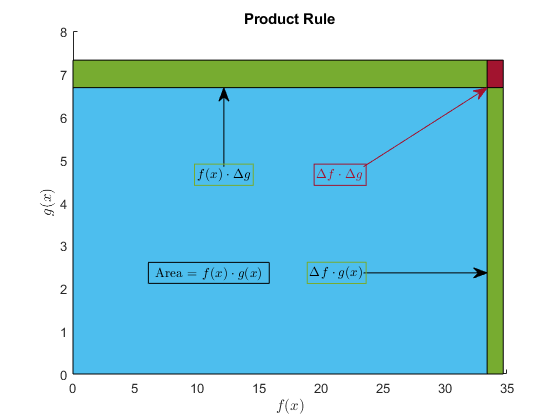 Product Rule
8
7
6
5
4
3
2
1
0
g(x)
f(x) · Δg
Δf · Δg
Area = f(x) · g(x)
Δf · g(x)
0 5 10 15 20 25 30 35
f(x)